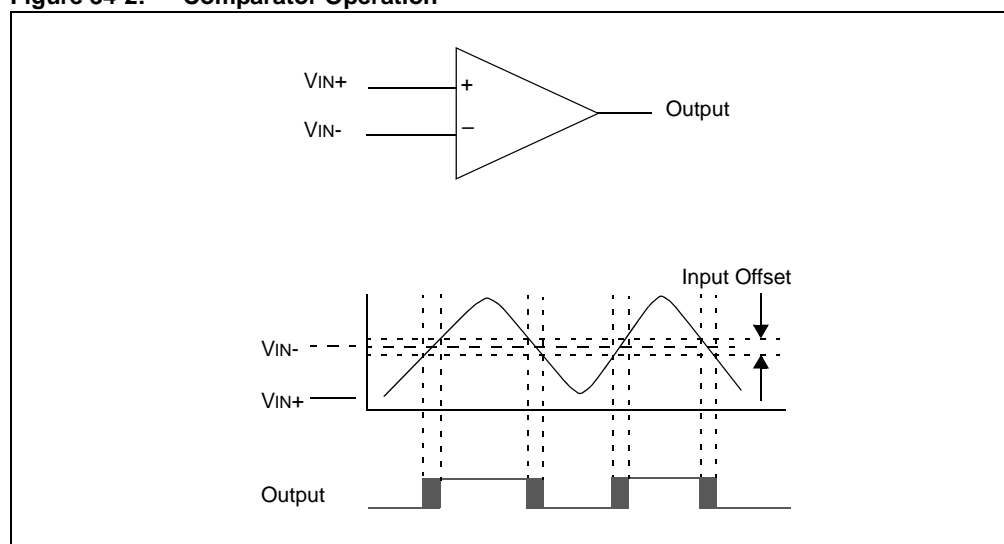 Figure 34-2: Comparator Operation
VIN+
+
Output
VIN-
–
Input Offset
VIN-
VIN+
Output